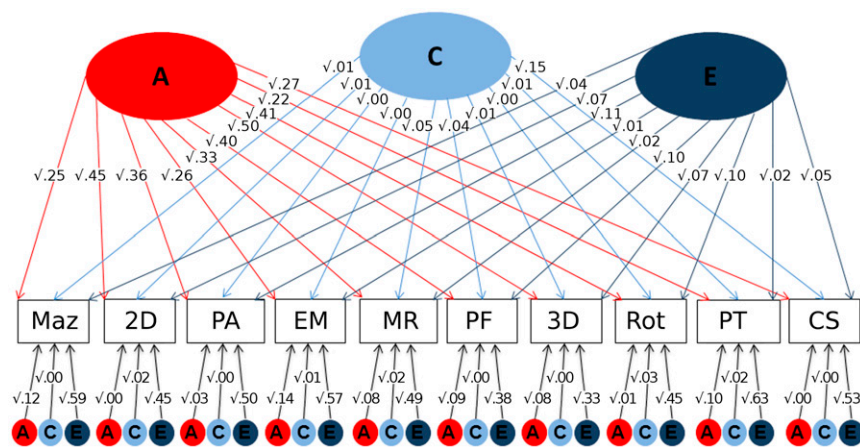 A C E
√.27 √.01 √.01 √.15 √.04
√.22 √.01 √.00 √.01 √.07
√.41 √.00 √.00 √.11
√.50 √.00 √.05 √.04 √.01 √.01
√.40 √.02
√.33 √.10
√.25 √.45 √.36 √.26 √.07 √.10 √.02 √.05
Maz 2D PA EM MR PF 3D Rot PT CS
√.00 √.02 √.00 √.01 √.02 √.00 √.00 √.03 √.02 √.00
√.12 √.59 √.00 √.45 √.03 √.50 √.14 √.57 √.08 √.49 √.09 √.38 √.08 √.33 √.01 √.45 √.10 √.63 √.00 √.53
A C E A C E A C E A C E A C E A C E A C E A C E A C E A C E